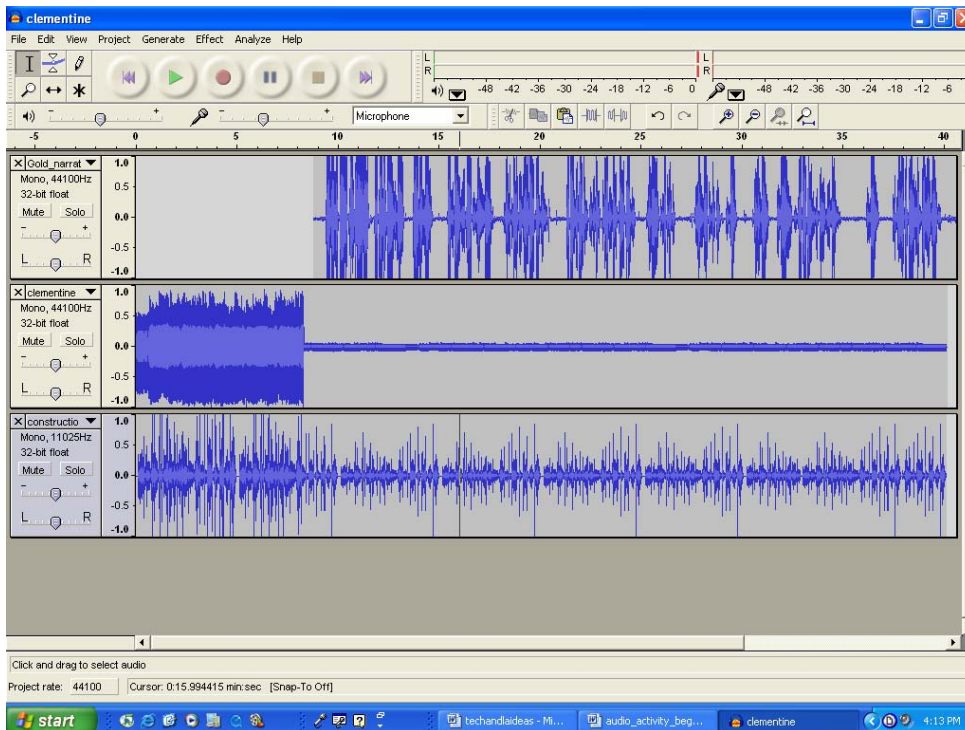 clementine
File Edit View Project Generate Effect Analyze Help
L
R
-48 -42 -36 -30 -24 -18 -12 -6 0
L
R
-48 -42 -36 -30 -24 -18 -12 -6
- +
- +
Microphone
-5 0 5 10 15 20 25 30 35 40
Gold_narrat
Mono, 44100Hz
32-bit float
Mute Solo
- +
L R
1.0
0.5
0.0
-0.5
-1.0
clementine
Mono, 44100Hz
32-bit float
Mute Solo
- +
L R
1.0
0.5
0.0
-0.5
-1.0
constructio
Mono, 11025Hz
32-bit float
Mute Solo
- +
L R
1.0
0.5
0.0
-0.5
-1.0
Click and drag to select audio
Project rate: 44100 Cursor: 0:15.994415 min:sec [Snap-To Off]
start techandlaideas - Mi... audio_activity_beg... clementine 4:13 PM